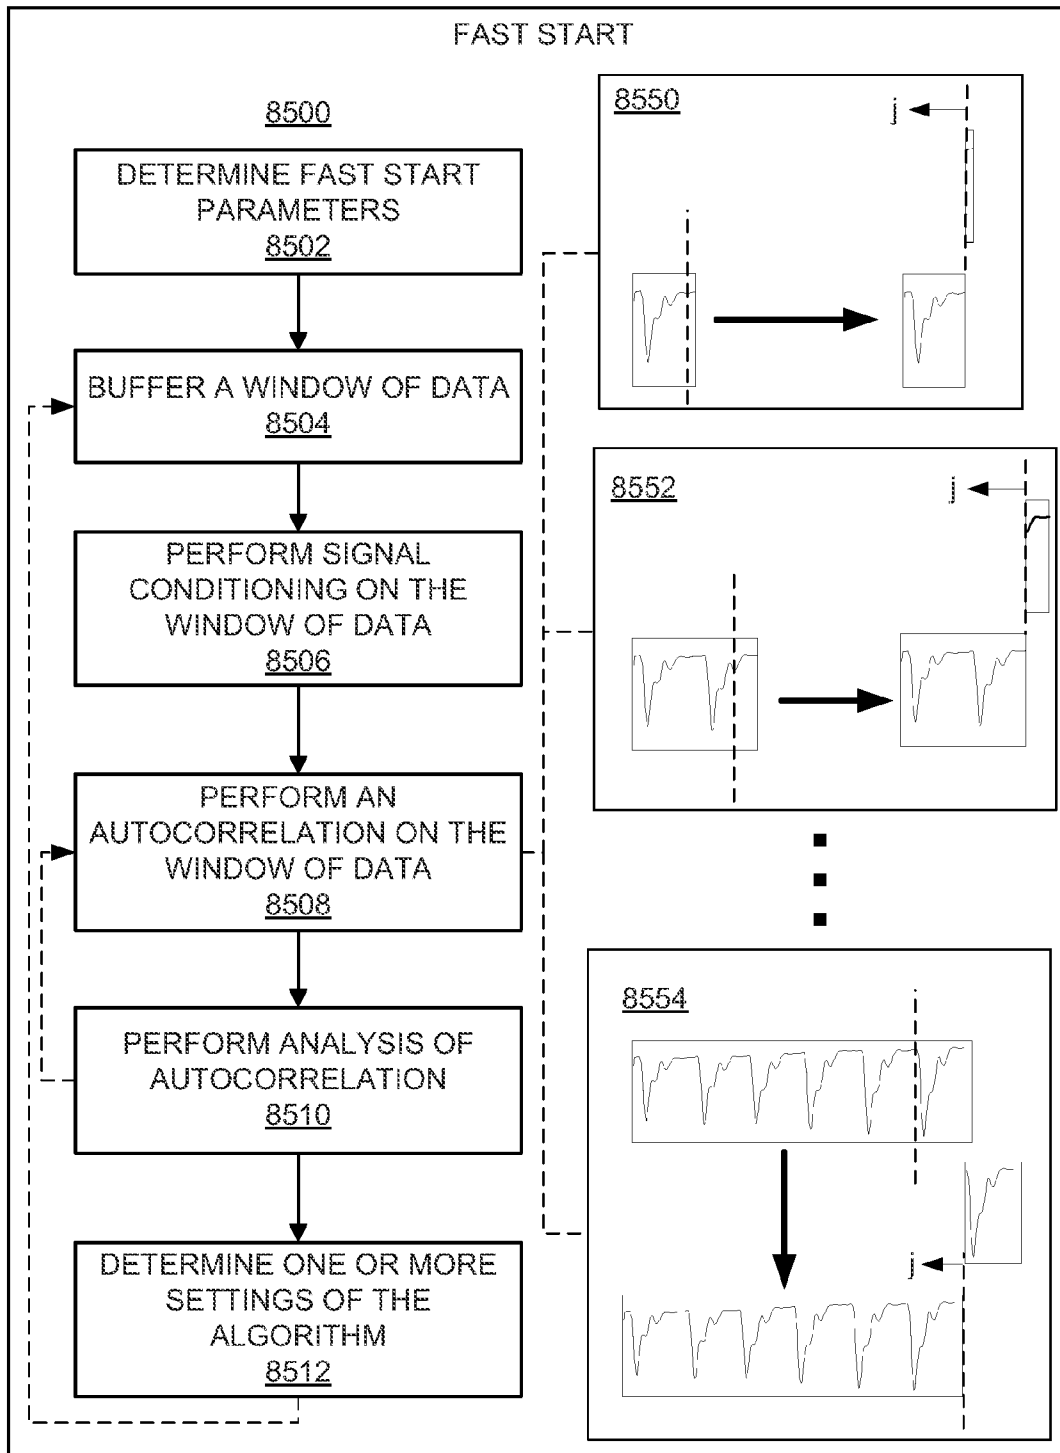 FAST START
8500
DETERMINE FAST START
PARAMETERS
8502
BUFFER A WINDOW OF DATA
8504
PERFORM SIGNAL
CONDITIONING ON THE
WINDOW OF DATA
8506
PERFORM AN
AUTOCORRELATION ON THE
WINDOW OF DATA
8508
PERFORM ANALYSIS OF
AUTOCORRELATION
8510
DETERMINE ONE OR MORE
SETTINGS OF THE
ALGORITHM
8512
8550
j
8552
j
8554
j